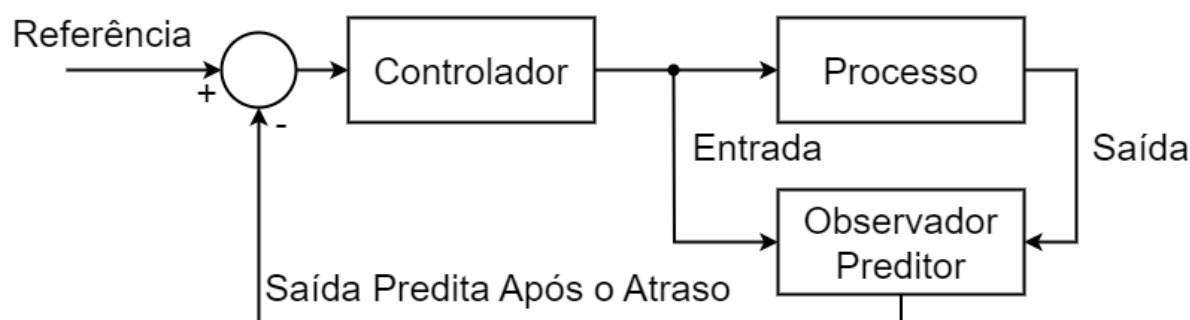 Referência
+
-
Controlador
Processo
Entrada
Saída
Observador
Preditor
Saída Predita Após o Atraso